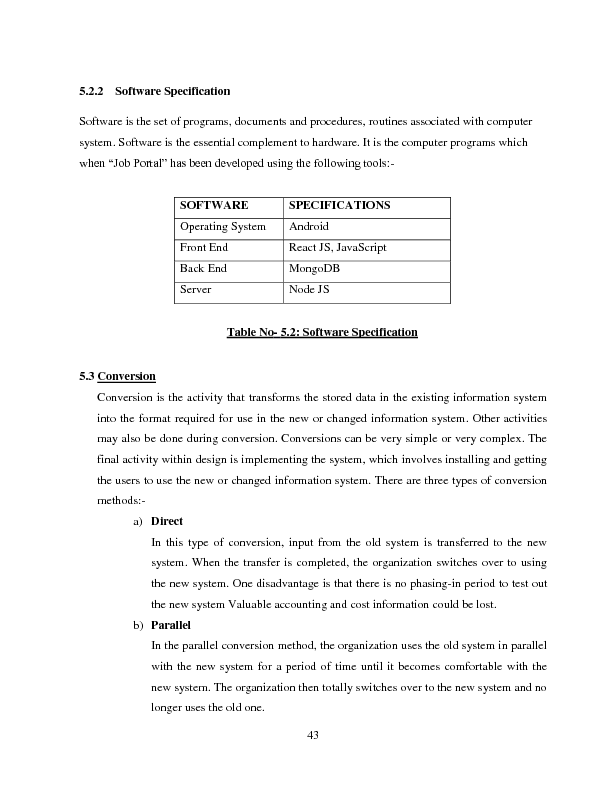 5.2.2 Software Specification
Software is the set of programs, documents and procedures, routines associated with computer
system. Software is the essential complement to hardware. It is the computer programs which
when “Job Portal” has been developed using the following tools:-
SOFTWARE SPECIFICATIONS
Operating System Android
Front End React JS, JavaScript
Back End MongoDB
Server Node JS
Table No- 5.2: Software Specification
5.3 Conversion
Conversion is the activity that transforms the stored data in the existing information system
into the format required for use in the new or changed information system. Other activities
may also be done during conversion. Conversions can be very simple or very complex. The
final activity within design is implementing the system, which involves installing and getting
the users to use the new or changed information system. There are three types of conversion
methods:-
a) Direct
In this type of conversion, input from the old system is transferred to the new
system. When the transfer is completed, the organization switches over to using
the new system. One disadvantage is that there is no phasing-in period to test out
the new system Valuable accounting and cost information could be lost.
b) Parallel
In the parallel conversion method, the organization uses the old system in parallel
with the new system for a period of time until it becomes comfortable with the
new system. The organization then totally switches over to the new system and no
longer uses the old one.
43